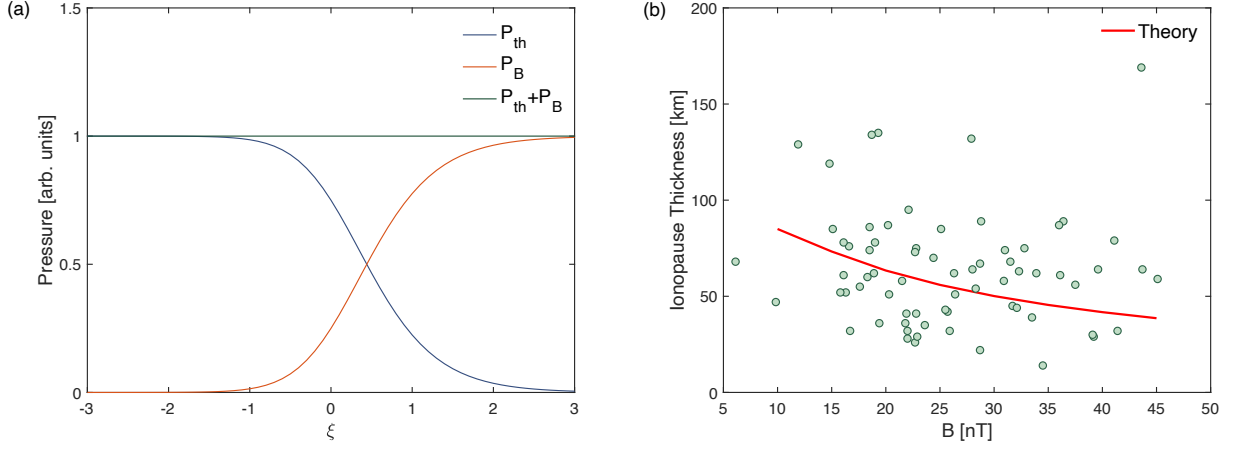 (a)
1.5
1
0.5
0
-3
-2
-1
0
1
2
3
Pressure [arb. units]
ξ
P_th
P_B
P_th+P_B
(b)
200
150
100
50
0
5
10
15
20
25
30
35
40
45
50
Ionopause Thickness [km]
B [nT]
Theory